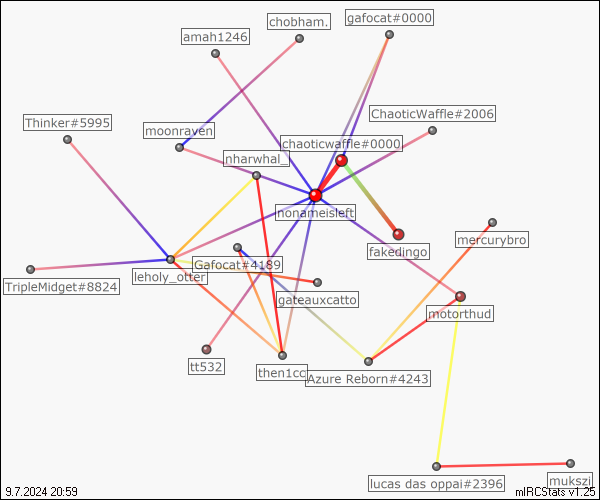 gafocat#0000
chobham.
amah1246
ChaoticWaffle#2006
Thinker#5995
moonraven
chaoticwaffle#0000
nharwhal_
nonameisleft
mercurybro
fakedingo
Gafocat#4189
leholy_otter
TripleMidget#8824
gateauxcatto
motorthud
tt532
then1cc
Azure Reborn#4243
lucas das oppai#2396
mukszi
9.7.2024 20:59
mIRCStats v1.25